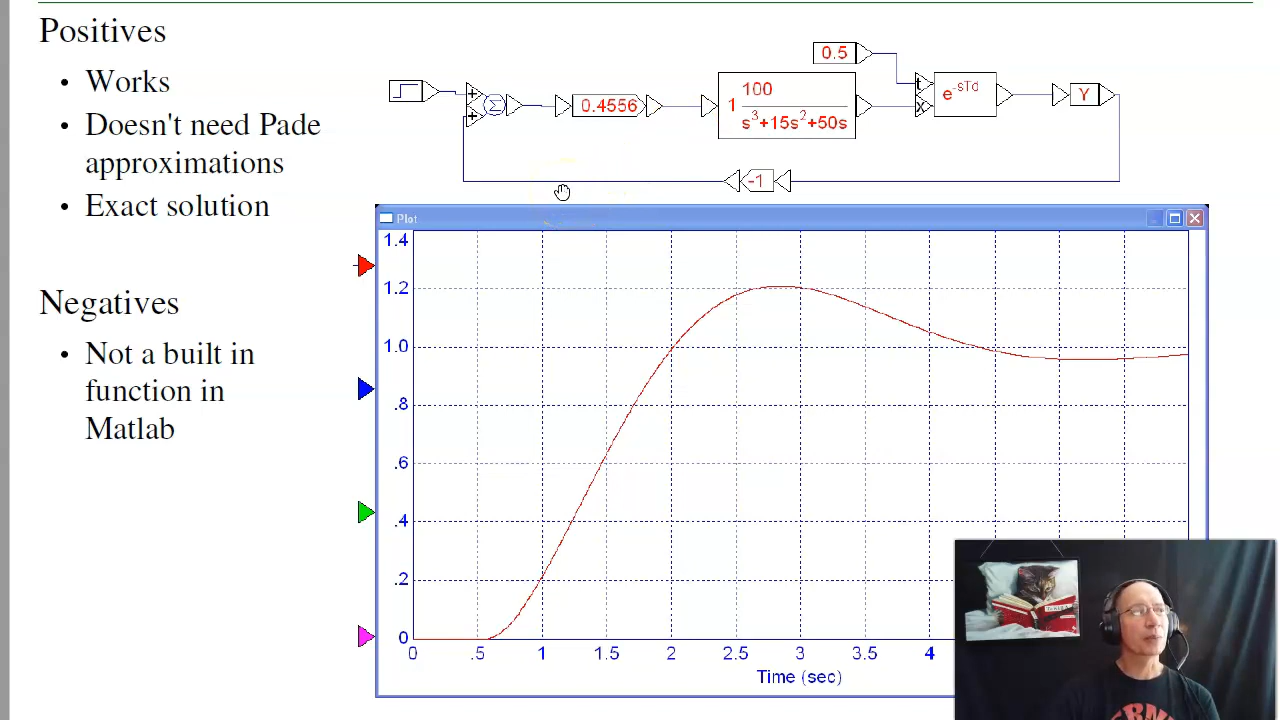 Positives
• Works
• Doesn't need Pade
approximations
• Exact solution
Negatives
• Not a built in
function in
Matlab
0.5
+
+
Σ
0.4556
1 100
s³+15s²+50s
t
x
e-sTd
Y
-1
Plot
1.4
1.2
1.0
.8
.6
.4
.2
0
0 .5 1 1.5 2 2.5 3 3.5 4
Time (sec)